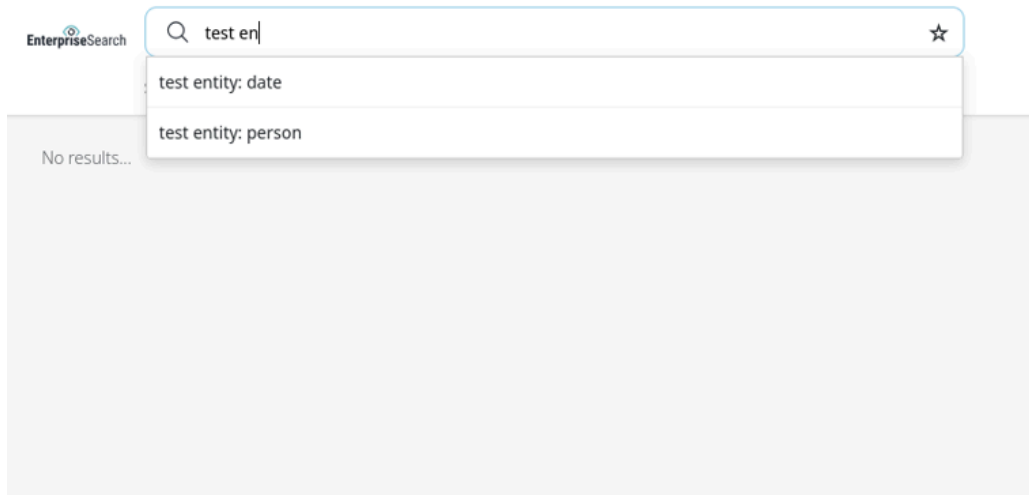 EnterpriseSearch
test en
test entity: date
test entity: person
No results...